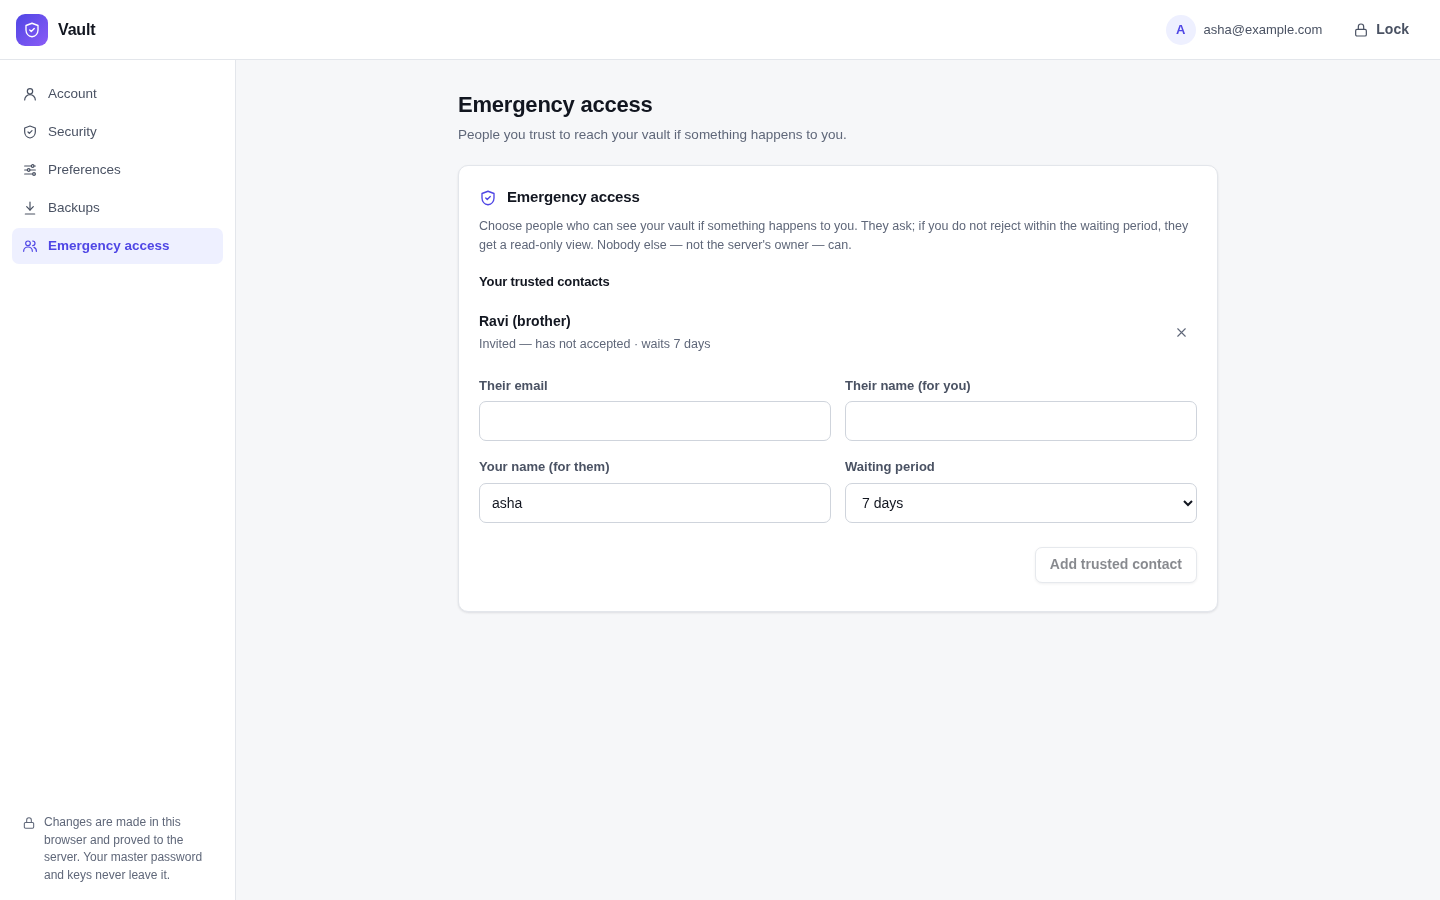 Vault
A
asha@example.com
Lock
Account
Security
Preferences
Backups
Emergency access
Changes are made in this
browser and proved to the
server. Your master password
and keys never leave it.
Emergency access
People you trust to reach your vault if something happens to you.
Emergency access
Choose people who can see your vault if something happens to you. They ask; if you do not reject within the waiting period, they
get a read-only view. Nobody else — not the server's owner — can.
Your trusted contacts
Ravi (brother)
Invited — has not accepted · waits 7 days
Their email
Their name (for you)
Your name (for them)
Waiting period
asha
7 days
Add trusted contact